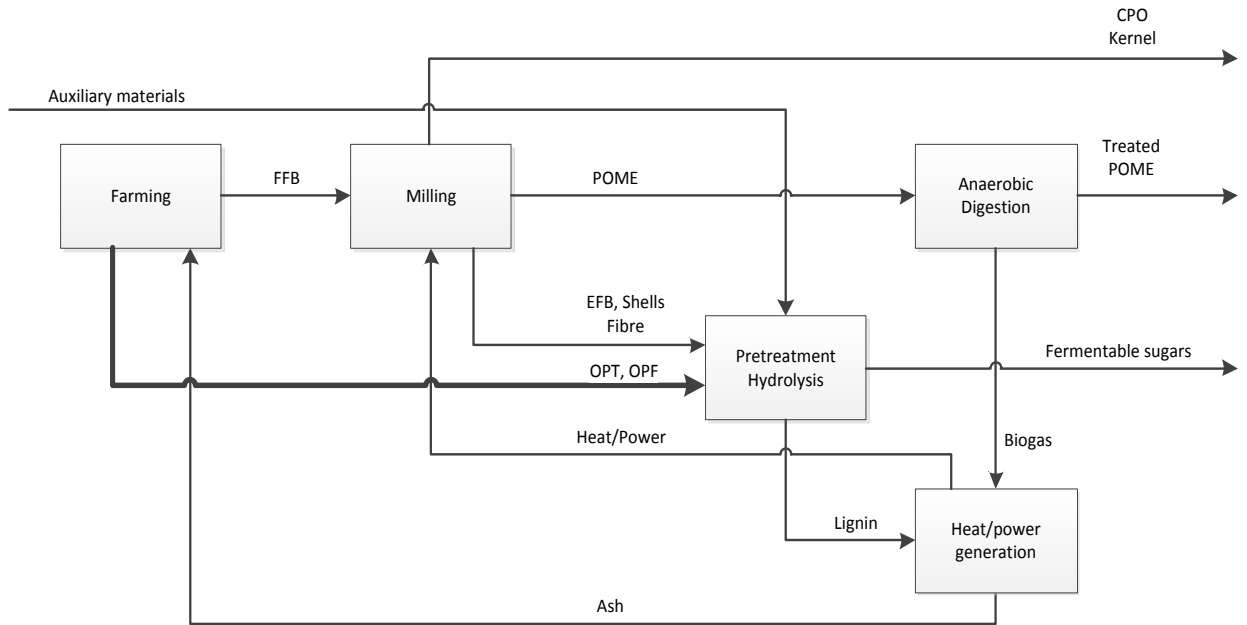 CPO
Kernel
Auxiliary materials
Farming
FFB
Milling
POME
Anaerobic
Digestion
Treated
POME
EFB, Shells
Fibre
Pretreatment
Hydrolysis
Fermentable sugars
OPT, OPF
Heat/Power
Biogas
Lignin
Heat/power
generation
Ash